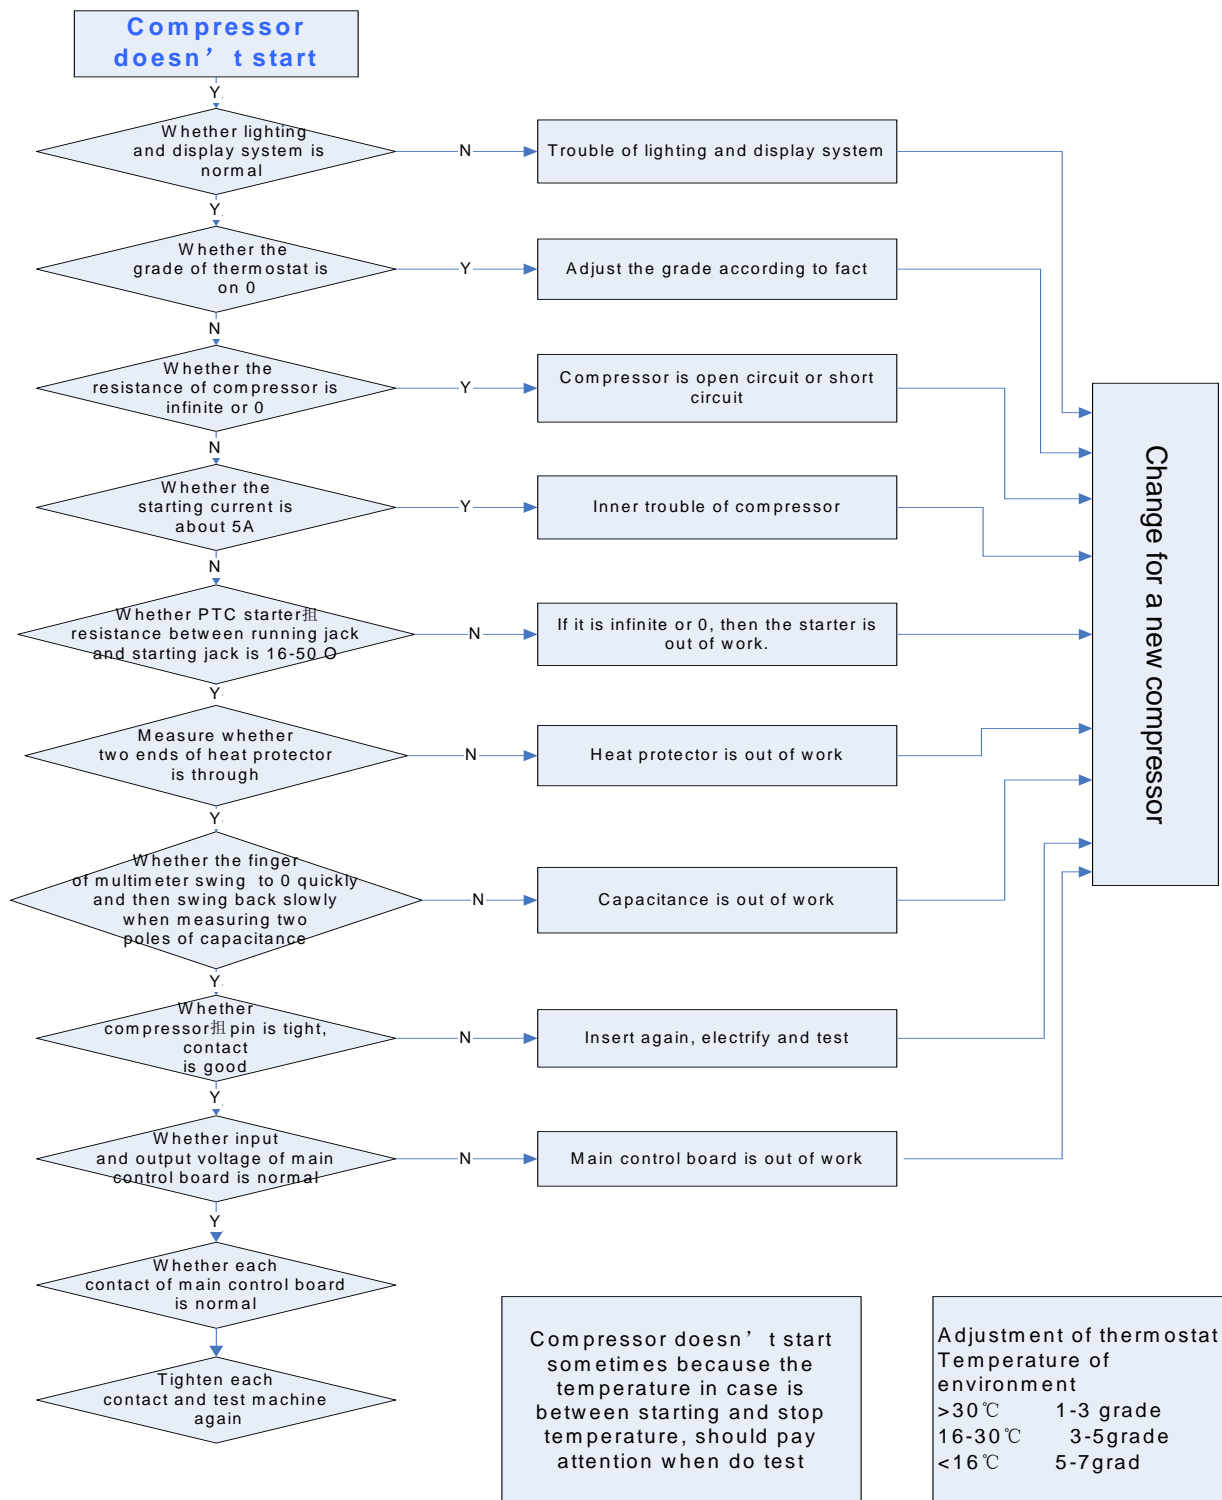 Compressor
doesn’t start
Y
Whether lighting
and display system is
normal
N
Trouble of lighting and display system
Y
Whether the
grade of thermostat is
on 0
Y
Adjust the grade according to fact
N
Whether the
resistance of compressor is
infinite or 0
Y
Compressor is open circuit or short
circuit
N
Whether the
starting current is
about 5A
Y
Inner trouble of compressor
N
Whether PTC starter扭
resistance between running jack
and starting jack is 16-50 O
N
If it is infinite or 0, then the starter is
out of work.
Y
Measure whether
two ends of heat protector
is through
N
Heat protector is out of work
Y
Whether the finger
of multimeter swing to 0 quickly
and then swing back slowly
when measuring two
poles of capacitance
N
Capacitance is out of work
Y
Whether
compressor扭 pin is tight,
contact
is good
N
Insert again, electrify and test
Y
Whether input
and output voltage of main
control board is normal
N
Main control board is out of work
Y
Whether each
contact of main control board
is normal
Tighten each
contact and test machine
again
Change for a new compressor
Compressor doesn’t start
sometimes because the
temperature in case is
between starting and stop
temperature, should pay
attention when do test
Adjustment of thermostat
Temperature of
environment
>30℃ 1-3 grade
16-30℃ 3-5grade
<16℃ 5-7grad